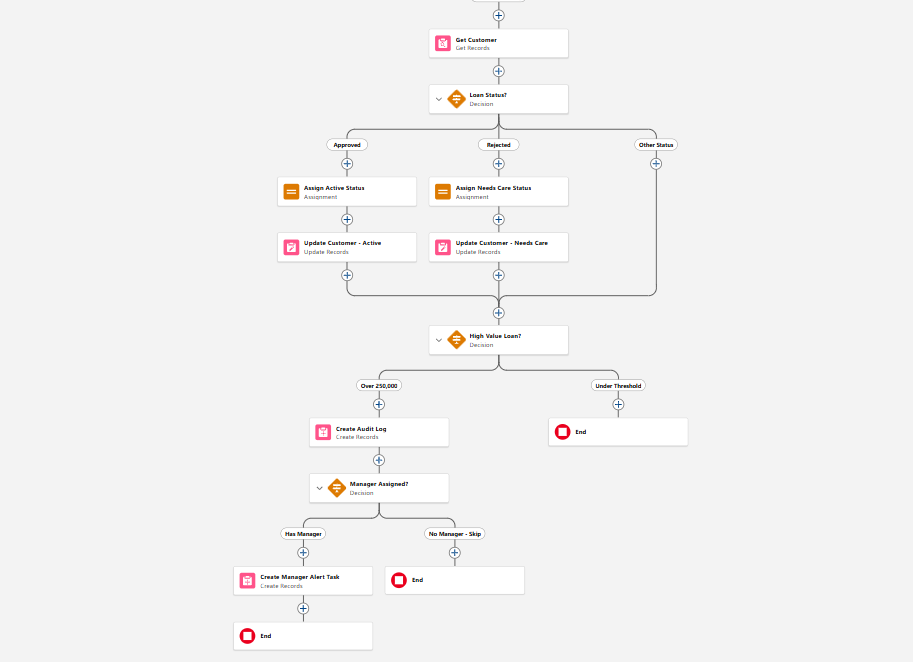 Get Customer
Get Records
Loan Status?
Decision
Approved
Rejected
Other Status
Assign Active Status
Assignment
Assign Needs Care Status
Assignment
Update Customer - Active
Update Records
Update Customer - Needs Care
Update Records
High Value Loan?
Decision
Over 250,000
Under Threshold
Create Audit Log
Create Records
End
Manager Assigned?
Decision
Has Manager
No Manager - Skip
Create Manager Alert Task
Create Records
End
End